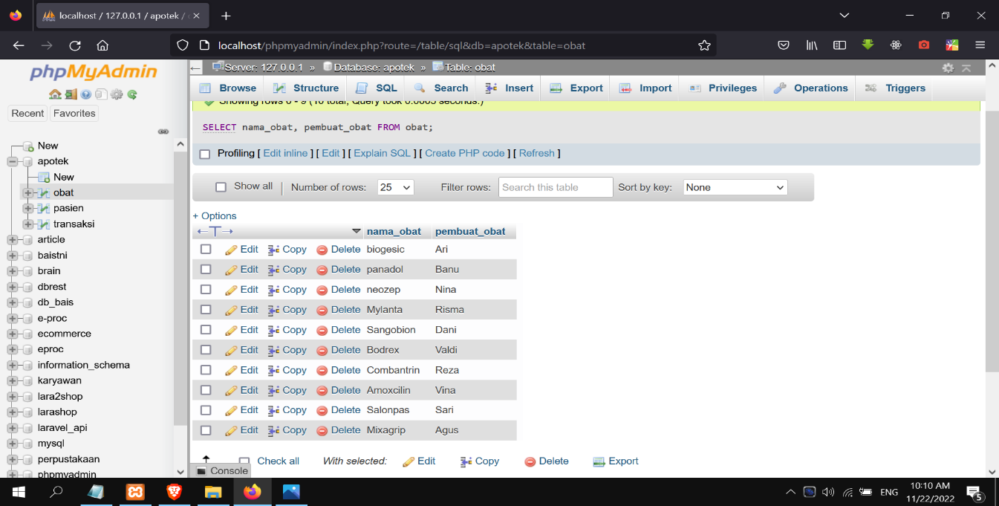 localhost / 127.0.0.1 / apotek /
localhost/phpmyadmin/index.php?route=/table/sql&db=apotek&table=obat
phpMyAdmin
Recent Favorites
New
apotek
New
obat
pasien
transaksi
article
baistni
brain
dbrest
db_bais
e-proc
ecommerce
eproc
information_schema
karyawan
lara2shop
larashop
laravel_api
mysql
perpustakaan
phpmyadmin
Server: 127.0.0.1 » Database: apotek » Table: obat
Browse Structure SQL Search Insert Export Import Privileges Operations Triggers
Showing rows 0 - 9 (10 total, Query took 0.0005 seconds.)
SELECT nama_obat, pembuat_obat FROM obat;
Profiling [ Edit inline ] [ Edit ] [ Explain SQL ] [ Create PHP code ] [ Refresh ]
Show all | Number of rows: 25 Filter rows: Search this table Sort by key: None
+ Options
←T→ nama_obat pembuat_obat
Edit Copy Delete biogesic Ari
Edit Copy Delete panadol Banu
Edit Copy Delete neozep Nina
Edit Copy Delete Mylanta Risma
Edit Copy Delete Sangobion Dani
Edit Copy Delete Bodrex Valdi
Edit Copy Delete Combantrin Reza
Edit Copy Delete Amoxcilin Vina
Edit Copy Delete Salonpas Sari
Edit Copy Delete Mixagrip Agus
Check all With selected: Edit Copy Delete Export
Console
ENG
10:10 AM
11/22/2022
5